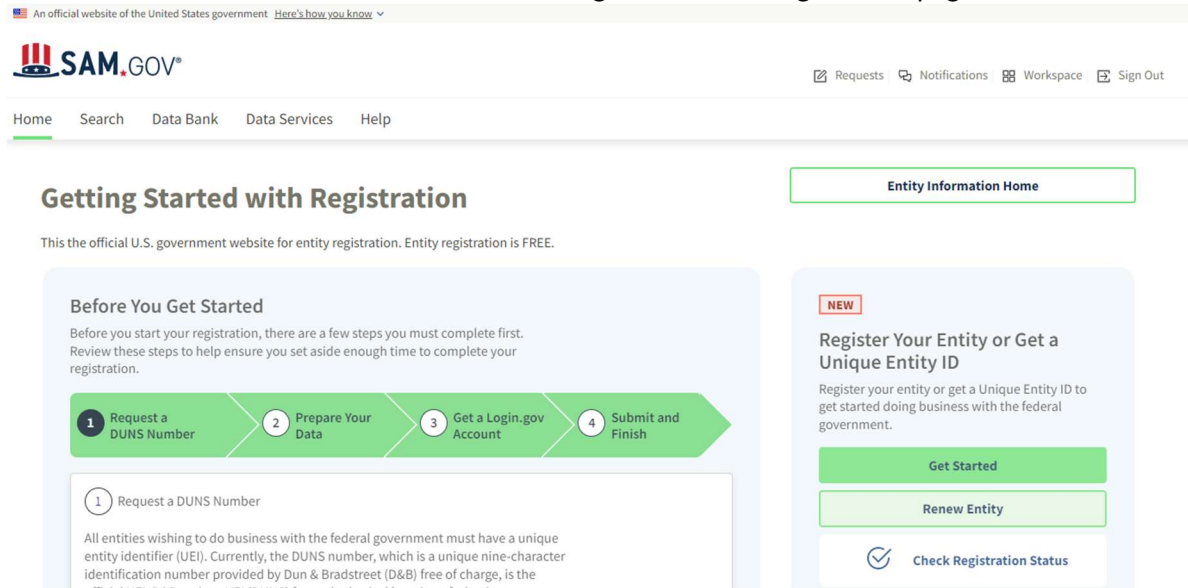 An official website of the United States government Here's how you know
SAM.GOV®
Requests Notifications Workspace Sign Out
Home Search Data Bank Data Services Help
Getting Started with Registration
Entity Information Home
This the official U.S. government website for entity registration. Entity registration is FREE.
Before You Get Started
Before you start your registration, there are a few steps you must complete first.
Review these steps to help ensure you set aside enough time to complete your
registration.
1 Request a
DUNS Number
2 Prepare Your
Data
3 Get a Login.gov
Account
4 Submit and
Finish
1 Request a DUNS Number
All entities wishing to do business with the federal government must have a unique
entity identifier (UEI). Currently, the DUNS number, which is a unique nine-character
identification number provided by Dun & Bradstreet (D&B) free of charge, is the
NEW
Register Your Entity or Get a
Unique Entity ID
Register your entity or get a Unique Entity ID to
get started doing business with the federal
government.
Get Started
Renew Entity
Check Registration Status